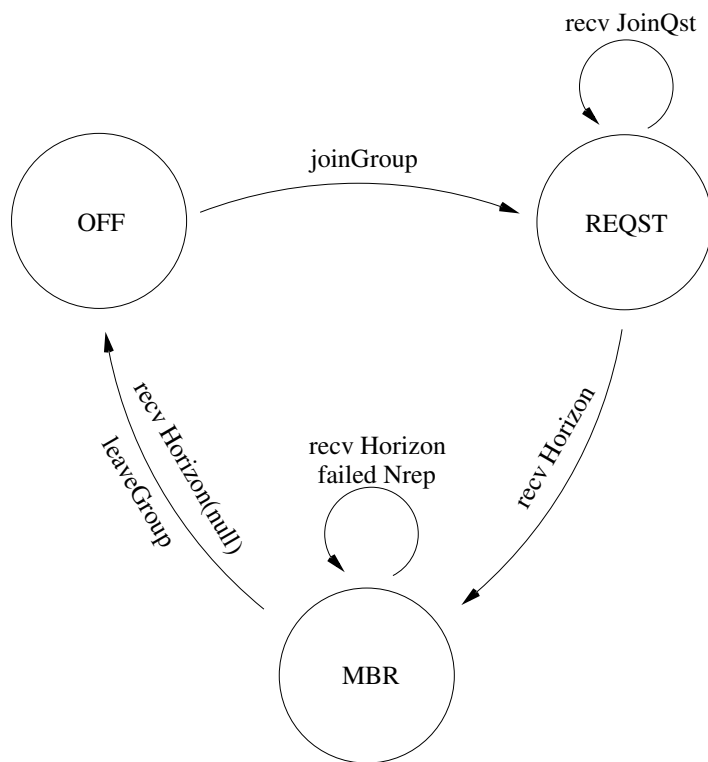 recv JoinQst
joinGroup
OFF
REQST
recv Horizon(null)
leaveGroup
recv Horizon
failed Nrep
recv Horizon
MBR